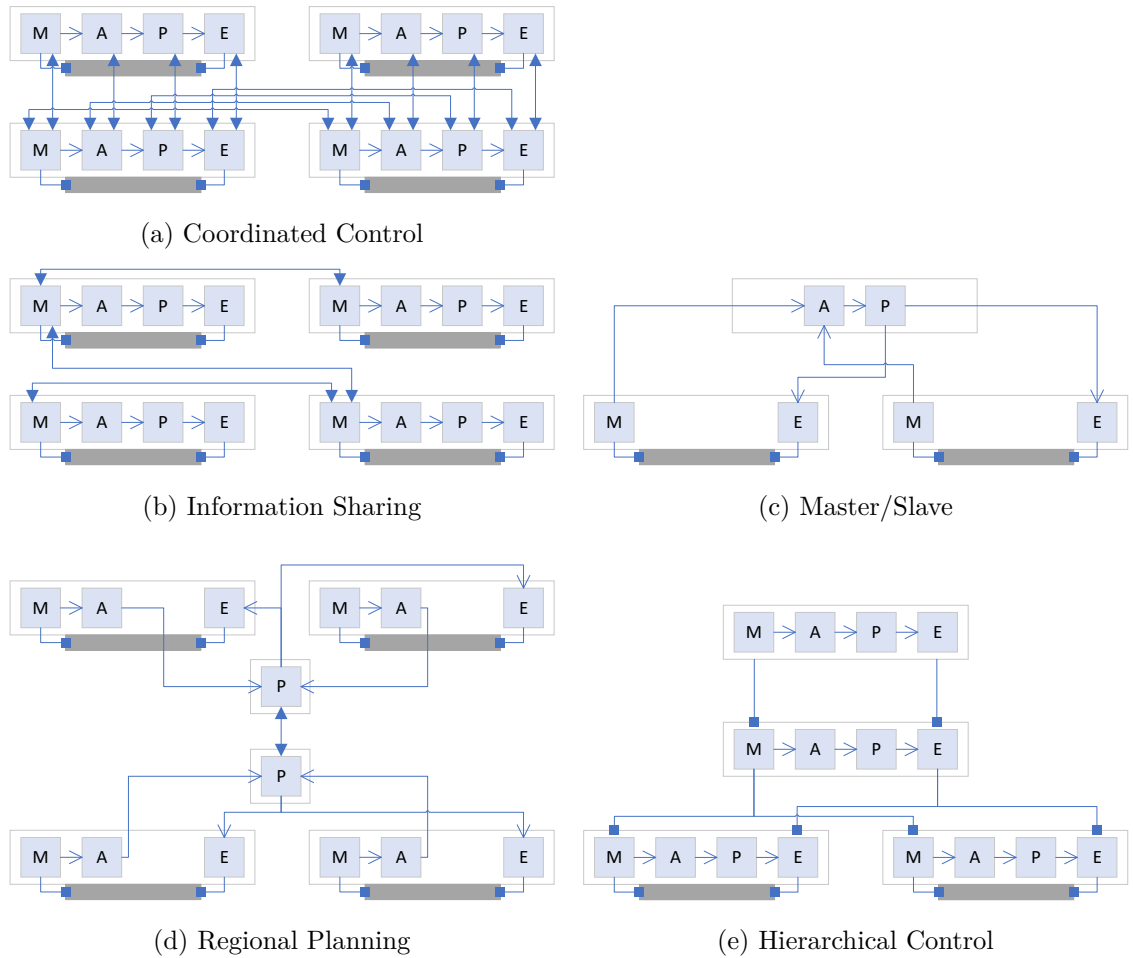 M A P E M A P E
M A P E M A P E
(a) Coordinated Control
M A P E M A P E
M A P E M A P E
(b) Information Sharing
A P
M E M E
(c) Master/Slave
M A E M A E
P
P
M A E M A E
(d) Regional Planning
M A P E
M A P E
M A P E M A P E
(e) Hierarchical Control